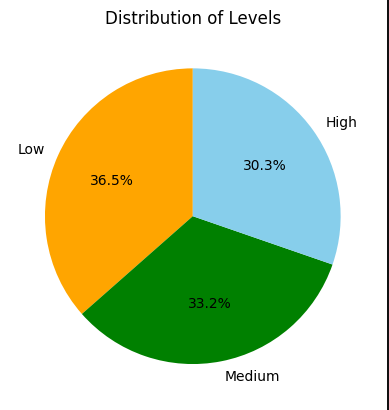 Distribution of Levels
High
30.3%
Low
36.5%
33.2%
Medium